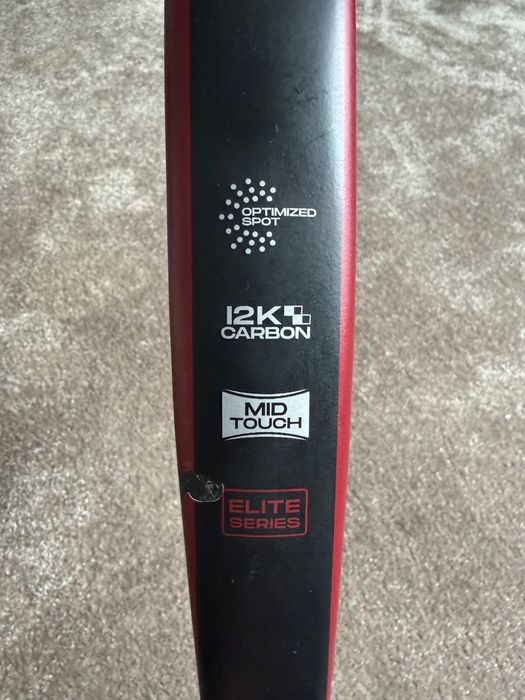 OPTIMIZED
SPOT
12K
CARBON
MID
TOUCH
ELITE
SERIES